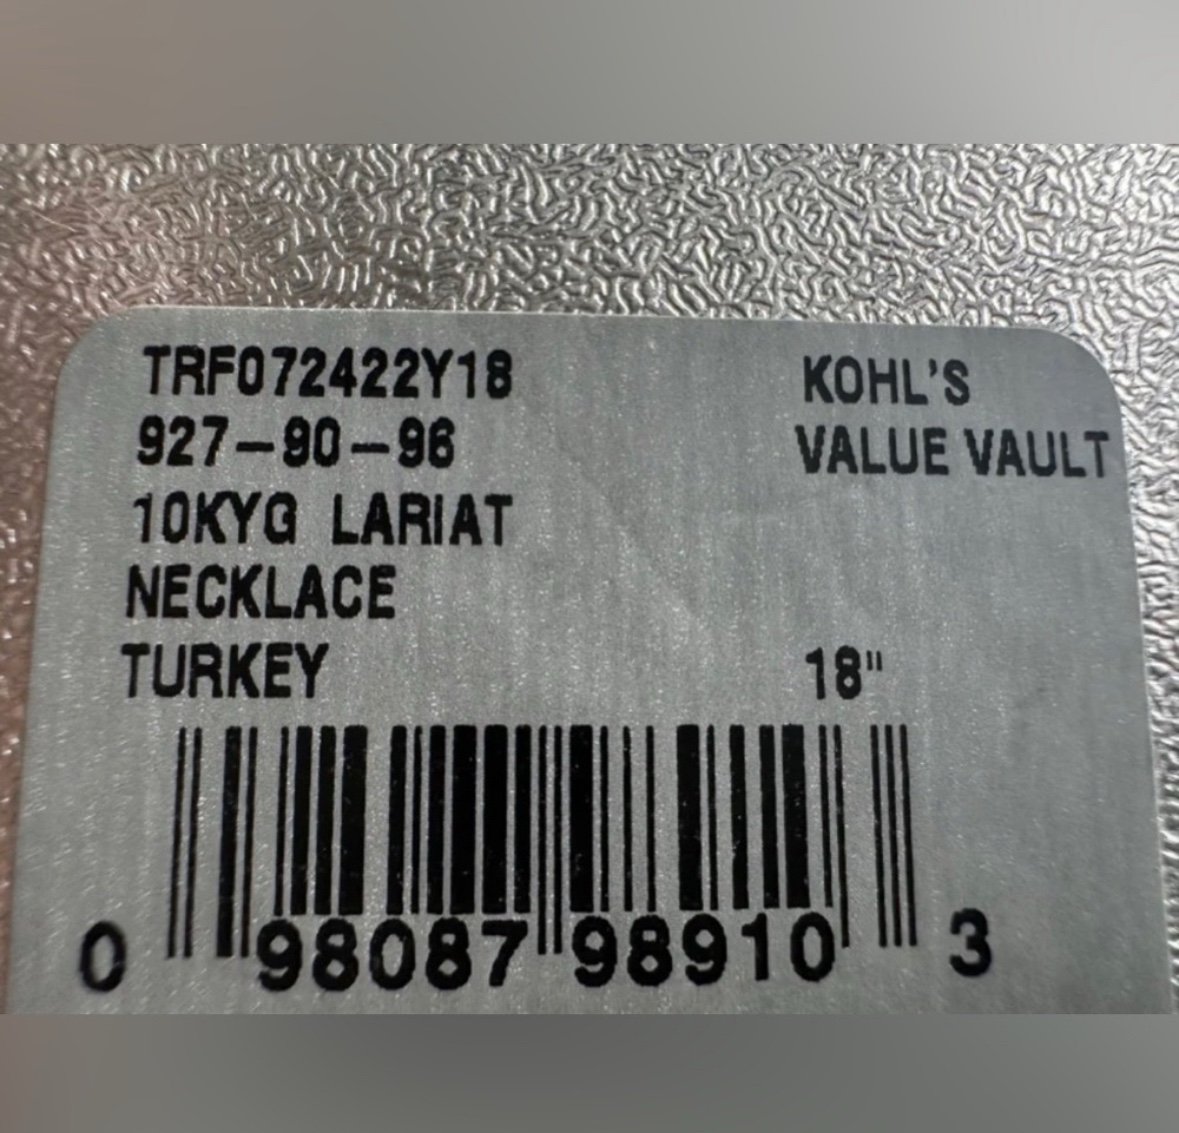 TRF072422Y18
KOHL'S
927-90-96
VALUE VAULT
10KYG LARIAT
NECKLACE
TURKEY
18"
0 98087 98910 3